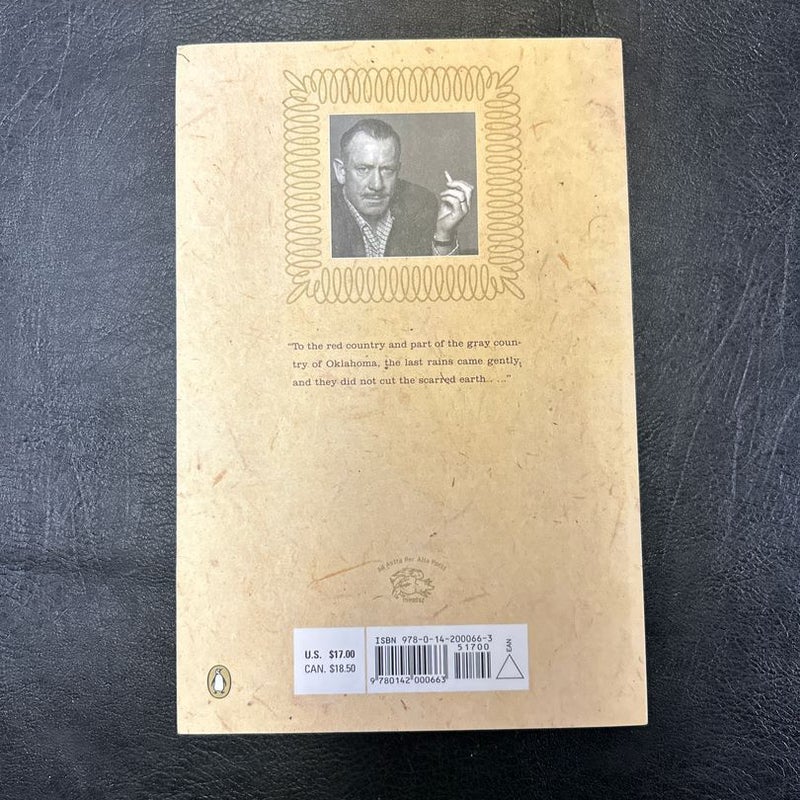 "To the red country and part of the gray coun-
try of Oklahoma, the last rains came gently,
and they did not cut the scarred earth. . . ."
U.S. $17.00
CAN. $18.50
ISBN 978-0-14-200066-3
51700
EAN
9 780142 000663